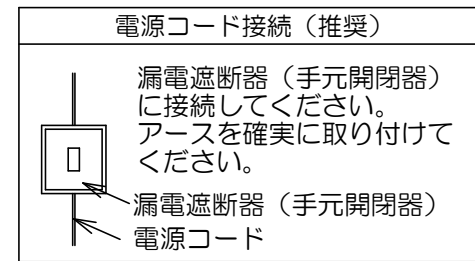 電源コード接続（推奨）
漏電遮断器（手元開閉器）
に接続してください。
アースを確実に取り付けて
ください。
漏電遮断器（手元開閉器）
電源コード